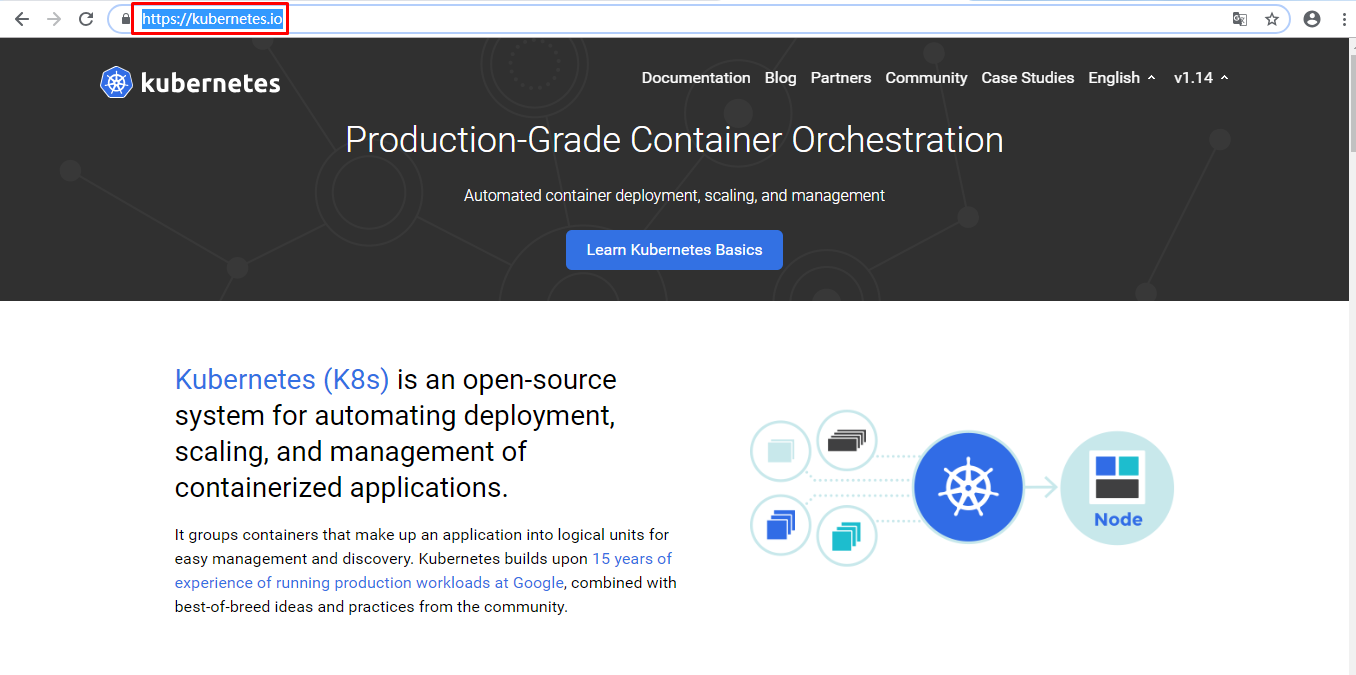 https://kubernetes.io
kubernetes
Documentation Blog Partners Community Case Studies English v1.14
Production-Grade Container Orchestration
Automated container deployment, scaling, and management
Learn Kubernetes Basics
Kubernetes (K8s) is an open-source
system for automating deployment,
scaling, and management of
containerized applications.
It groups containers that make up an application into logical units for
easy management and discovery. Kubernetes builds upon 15 years of
experience of running production workloads at Google, combined with
best-of-breed ideas and practices from the community.
Node